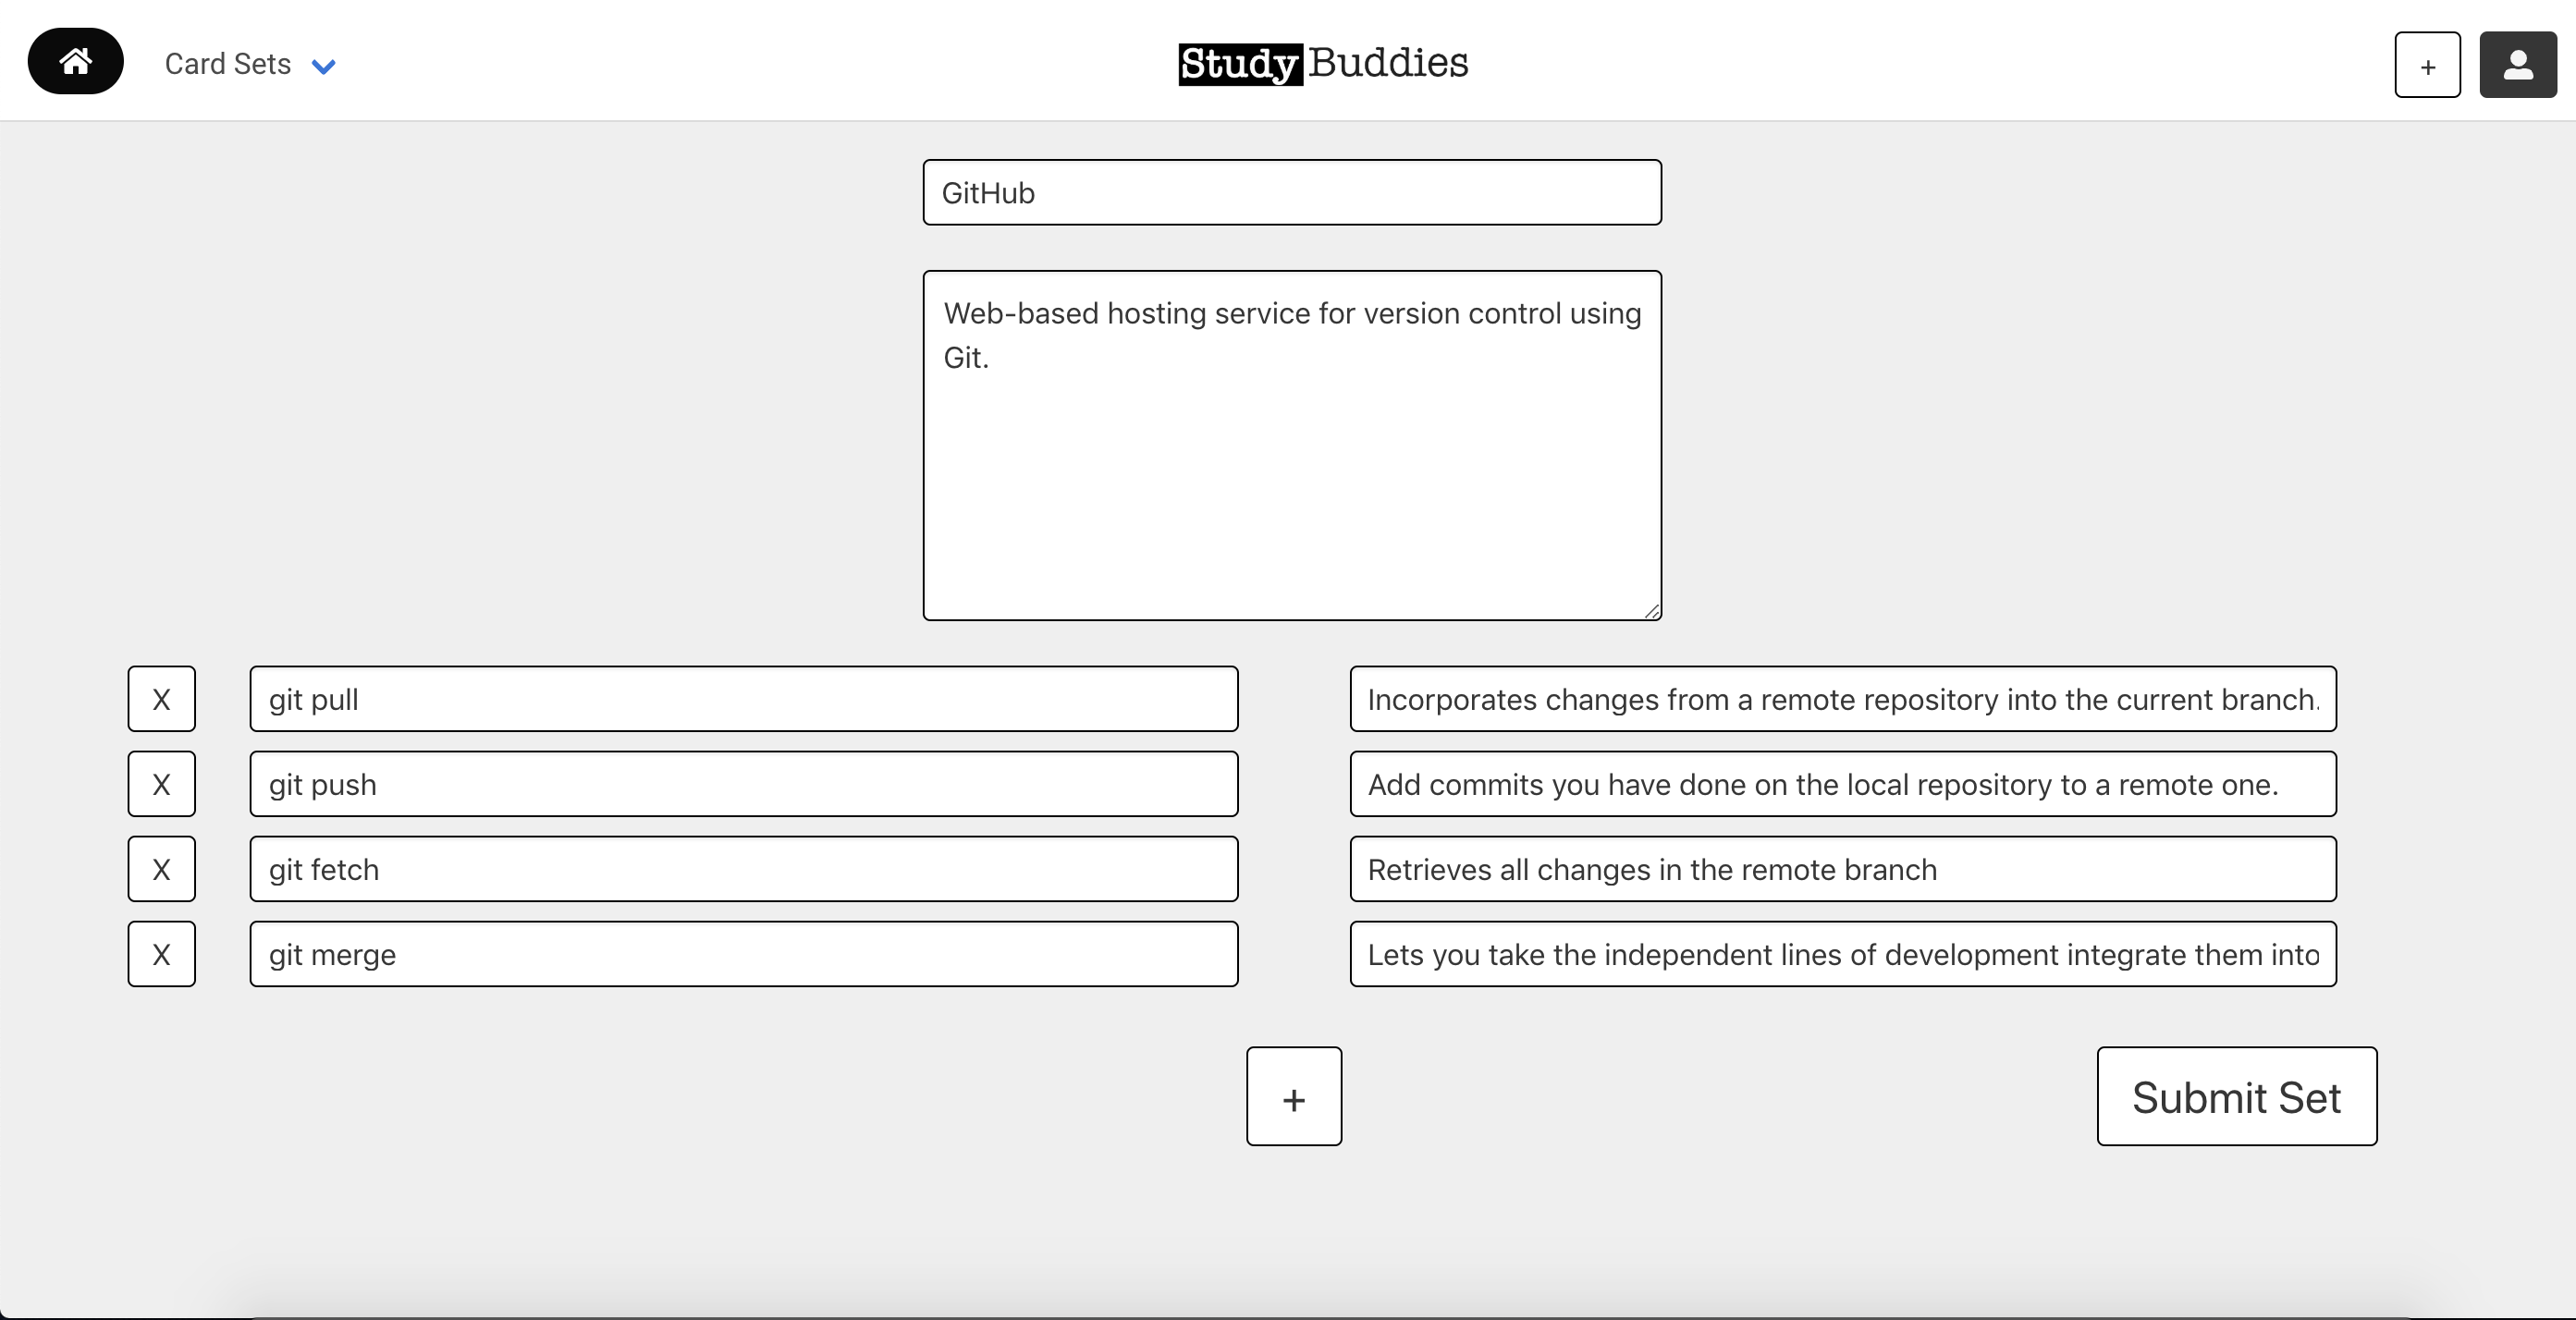 Card Sets
Study Buddies
+
GitHub
Web-based hosting service for version control using
Git.
X
git pull
Incorporates changes from a remote repository into the current branch.
X
git push
Add commits you have done on the local repository to a remote one.
X
git fetch
Retrieves all changes in the remote branch
X
git merge
Lets you take the independent lines of development integrate them into
+
Submit Set